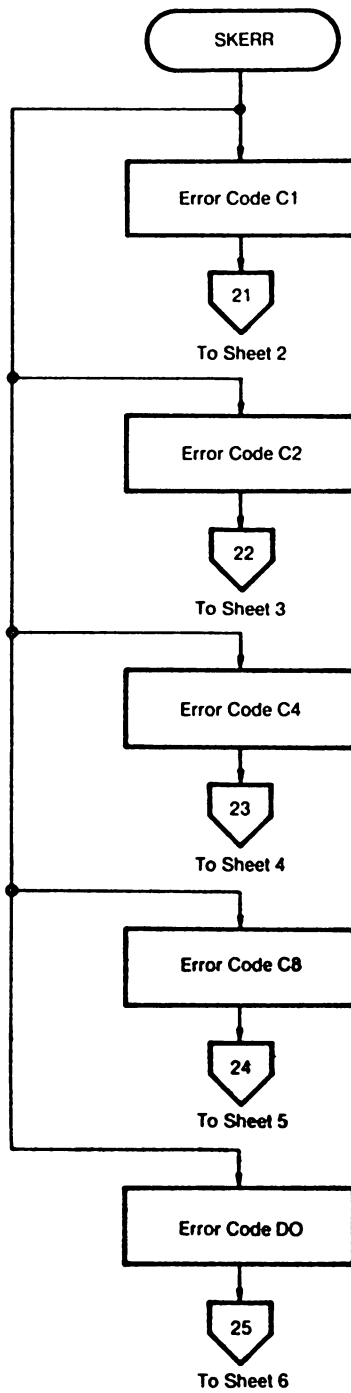 SKERR
Error Code C1
21
To Sheet 2
Error Code C2
22
To Sheet 3
Error Code C4
23
To Sheet 4
Error Code C8
24
To Sheet 5
Error Code DO
25
To Sheet 6